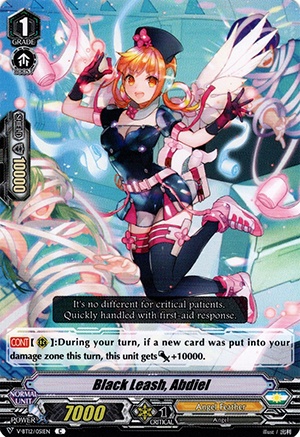 1
GRADE
BOOST
Shield
10000
It's no different for critical patients.
Quickly handled with first-aid response.
CONT [ ]:During your turn, if a new card was put into your
damage zone this turn, this unit gets +10000.
Black Leash, Abdiel
NORMAL
UNIT
POWER
7000
1
CRITICAL
Angel Feather
Angel
V-BT12/051EN C